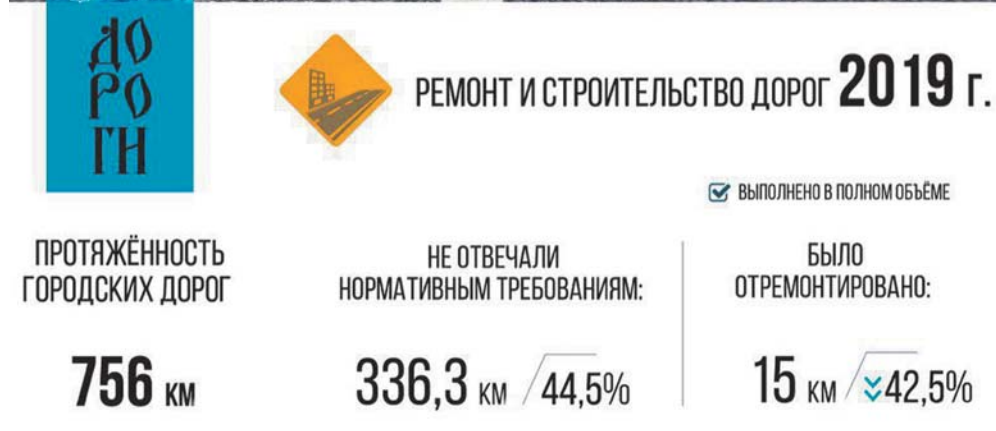 ДО
РО
ГИ
РЕМОНТ И СТРОИТЕЛЬСТВО ДОРОГ 2019 г.
ВЫПОЛНЕНО В ПОЛНОМ ОБЪЁМЕ
ПРОТЯЖЁННОСТЬ
ГОРОДСКИХ ДОРОГ
756 КМ
НЕ ОТВЕЧАЛИ
НОРМАТИВНЫМ ТРЕБОВАНИЯМ:
336,3 КМ 44,5%
БЫЛО
ОТРЕМОНТИРОВАНО:
15 КМ 42,5%